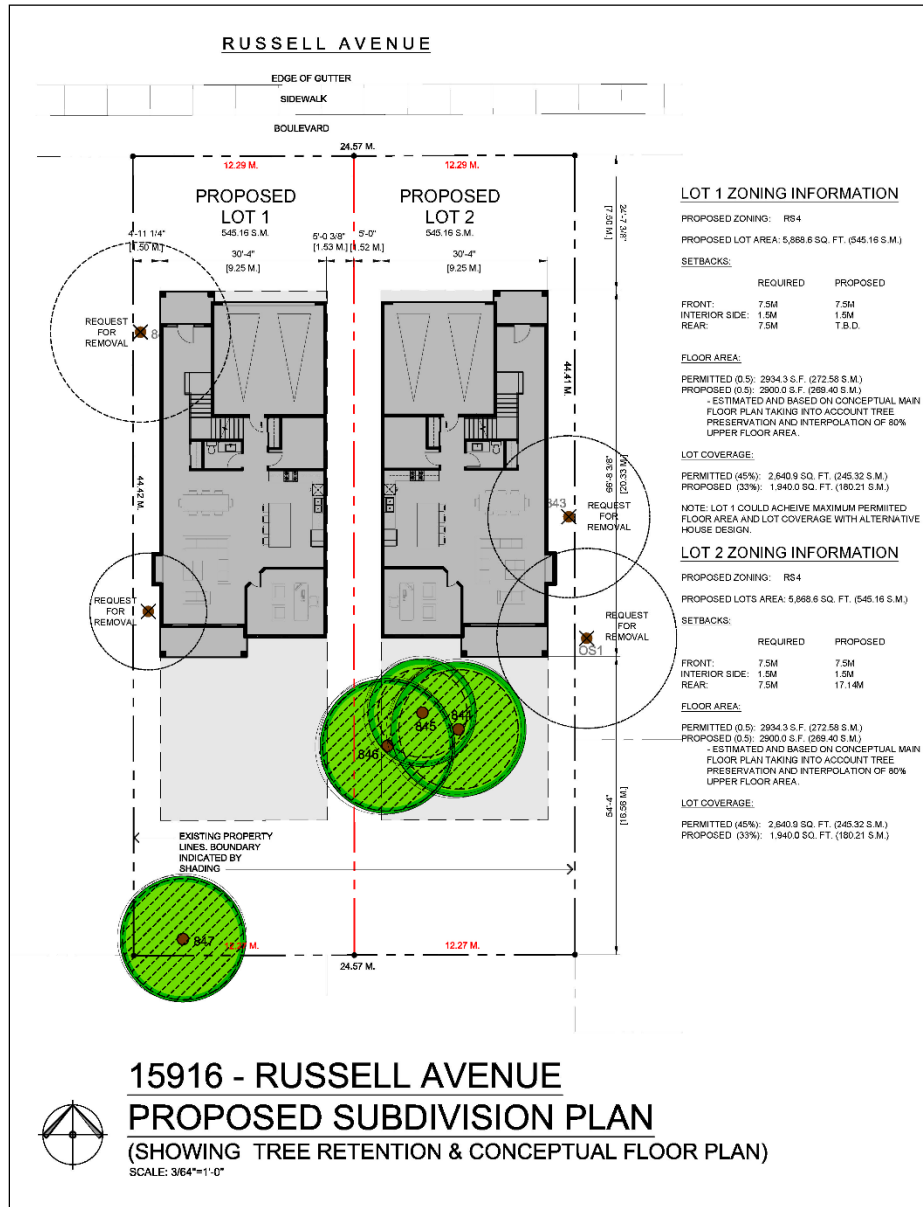 RUSSELL AVENUE
EDGE OF GUTTER
SIDEWALK
BOULEVARD
24.57 M.
12.29 M.
12.29 M.
PROPOSED
LOT 1
545.16 S.M.
PROPOSED
LOT 2
545.16 S.M.
4'-11 1/4"
[1.50 M.]
5'-0 3/8"
[1.53 M.]
5'-0"
[1.52 M.]
30'-4"
[9.25 M.]
30'-4"
[9.25 M.]
24'-7 3/8"
[7.50 M.]
REQUEST
FOR
REMOVAL
44.41 M.
66'-8 3/8"
[20.33 M.]
44.42 M.
843
REQUEST
FOR
REMOVAL
REQUEST
FOR
REMOVAL
REQUEST
FOR
REMOVAL
OS1
845
844
846
54'-4"
[16.56 M.]
EXISTING PROPERTY
LINES. BOUNDARY
INDICATED BY
SHADING
847
12.27 M.
12.27 M.
24.57 M.
LOT 1 ZONING INFORMATION
PROPOSED ZONING: RS4
PROPOSED LOT AREA: 5,868.6 SQ. FT. (545.16 S.M.)
SETBACKS:
REQUIRED PROPOSED
FRONT: 7.5M 7.5M
INTERIOR SIDE: 1.5M 1.5M
REAR: 7.5M T.B.D.
FLOOR AREA:
PERMITTED (0.5): 2934.3 S.F. (272.58 S.M.)
PROPOSED (0.5): 2900.0 S.F. (269.40 S.M.)
- ESTIMATED AND BASED ON CONCEPTUAL MAIN
FLOOR PLAN TAKING INTO ACCOUNT TREE
PRESERVATION AND INTERPOLATION OF 80%
UPPER FLOOR AREA.
LOT COVERAGE:
PERMITTED (45%): 2,640.9 SQ. FT. (245.32 S.M.)
PROPOSED (33%): 1,940.0 SQ. FT. (180.21 S.M.)
NOTE: LOT 1 COULD ACHEIVE MAXIMUM PERMIITED
FLOOR AREA AND LOT COVERAGE WITH ALTERNATIVE
HOUSE DESIGN.
LOT 2 ZONING INFORMATION
PROPOSED ZONING: RS4
PROPOSED LOTS AREA: 5,868.6 SQ. FT. (545.16 S.M.)
SETBACKS:
REQUIRED PROPOSED
FRONT: 7.5M 7.5M
INTERIOR SIDE: 1.5M 1.5M
REAR: 7.5M 17.14M
FLOOR AREA:
PERMITTED (0.5): 2934.3 S.F. (272.58 S.M.)
PROPOSED (0.5): 2900.0 S.F. (269.40 S.M.)
- ESTIMATED AND BASED ON CONCEPTUAL MAIN
FLOOR PLAN TAKING INTO ACCOUNT TREE
PRESERVATION AND INTERPOLATION OF 80%
UPPER FLOOR AREA.
LOT COVERAGE:
PERMITTED (45%): 2,640.9 SQ. FT. (245.32 S.M.)
PROPOSED (33%): 1,940.0 SQ. FT. (180.21 S.M.)
15916 - RUSSELL AVENUE
PROPOSED SUBDIVISION PLAN
(SHOWING TREE RETENTION & CONCEPTUAL FLOOR PLAN)
SCALE: 3/64"=1'-0"